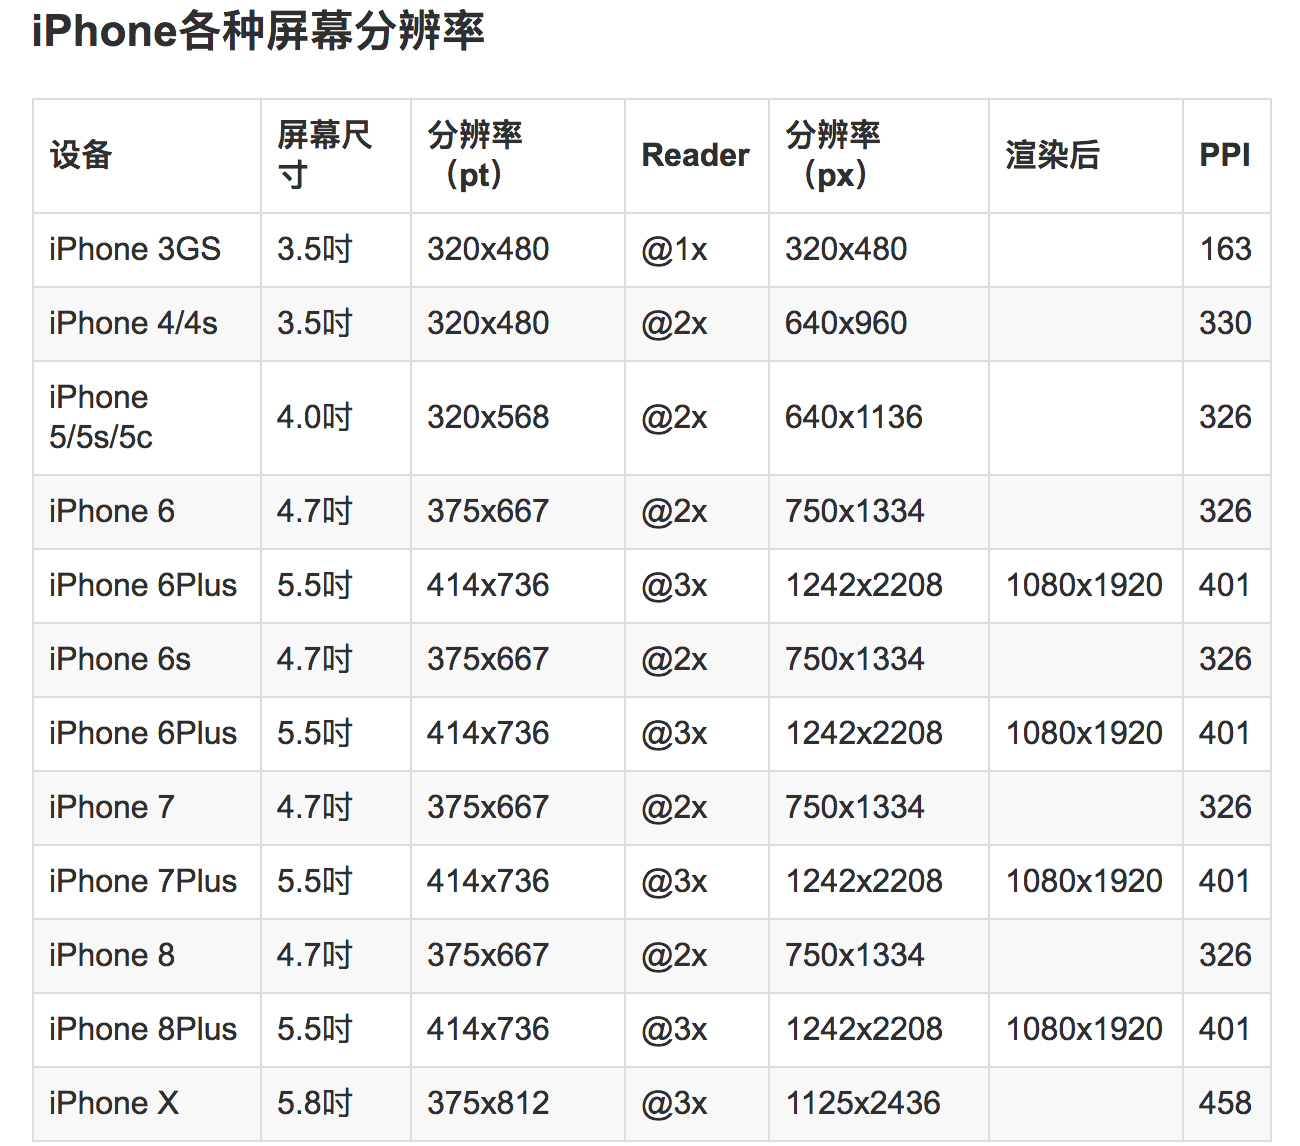 iPhone各种屏幕分辨率
设备 屏幕尺寸 分辨率（pt） Reader 分辨率（px） 渲染后 PPI
iPhone 3GS 3.5吋 320x480 @1x 320x480 163
iPhone 4/4s 3.5吋 320x480 @2x 640x960 330
iPhone 5/5s/5c 4.0吋 320x568 @2x 640x1136 326
iPhone 6 4.7吋 375x667 @2x 750x1334 326
iPhone 6Plus 5.5吋 414x736 @3x 1242x2208 1080x1920 401
iPhone 6s 4.7吋 375x667 @2x 750x1334 326
iPhone 6Plus 5.5吋 414x736 @3x 1242x2208 1080x1920 401
iPhone 7 4.7吋 375x667 @2x 750x1334 326
iPhone 7Plus 5.5吋 414x736 @3x 1242x2208 1080x1920 401
iPhone 8 4.7吋 375x667 @2x 750x1334 326
iPhone 8Plus 5.5吋 414x736 @3x 1242x2208 1080x1920 401
iPhone X 5.8吋 375x812 @3x 1125x2436 458